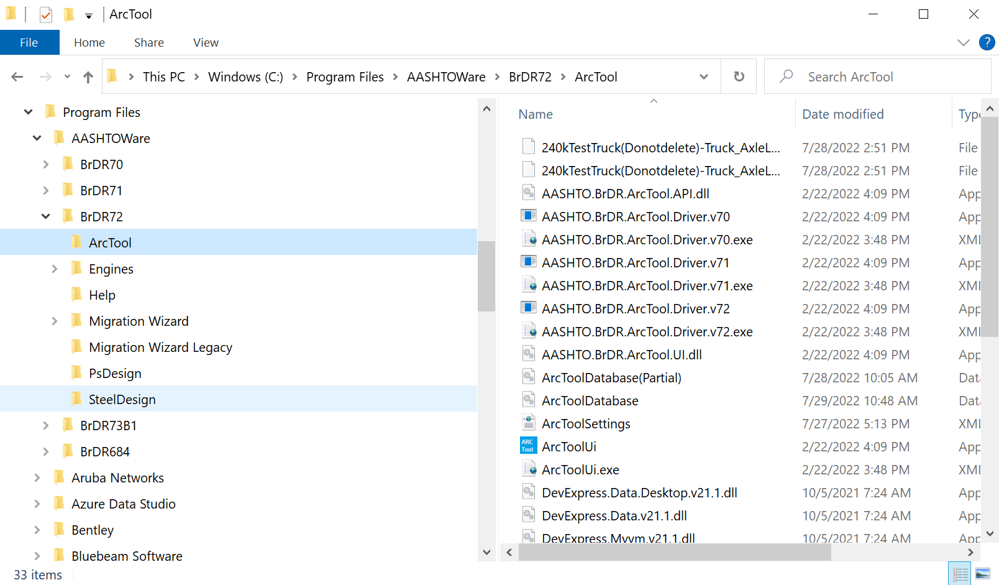 ArcTool
File Home Share View
This PC Windows (C:) Program Files AASHTOWare BrDR72 ArcTool
Search ArcTool
Program Files
AASHTOWare
BrDR70
BrDR71
BrDR72
ArcTool
Engines
Help
Migration Wizard
Migration Wizard Legacy
PsDesign
SteelDesign
BrDR73B1
BrDR684
Aruba Networks
Azure Data Studio
Bentley
Bluebeam Software
Name Date modified Type
240kTestTruck(Donotdelete)-Truck_AxleL... 7/28/2022 2:51 PM File
240kTestTruck(Donotdelete)-Truck_AxleL... 7/28/2022 2:51 PM File
AASHTO.BrDR.ArcTool.API.dll 2/22/2022 4:09 PM App
AASHTO.BrDR.ArcTool.Driver.v70 2/22/2022 4:09 PM App
AASHTO.BrDR.ArcTool.Driver.v70.exe 2/22/2022 3:48 PM XML
AASHTO.BrDR.ArcTool.Driver.v71 2/22/2022 4:09 PM App
AASHTO.BrDR.ArcTool.Driver.v71.exe 2/22/2022 3:48 PM XML
AASHTO.BrDR.ArcTool.Driver.v72 2/22/2022 4:09 PM App
AASHTO.BrDR.ArcTool.Driver.v72.exe 2/22/2022 3:48 PM XML
AASHTO.BrDR.ArcTool.UI.dll 2/22/2022 4:09 PM App
ArcToolDatabase(Partial) 7/28/2022 10:05 AM Dat
ArcToolDatabase 7/29/2022 10:48 AM Dat
ArcToolSettings 7/27/2022 5:13 PM XML
ARC Tool ArcToolUi 2/22/2022 4:09 PM App
ArcToolUi.exe 2/22/2022 3:48 PM XML
DevExpress.Data.Desktop.v21.1.dll 10/5/2021 7:24 AM App
DevExpress.Data.v21.1.dll 10/5/2021 7:24 AM App
DevExpress.Mvvm.v21.1.dll 10/5/2021 7:24 AM App
33 items